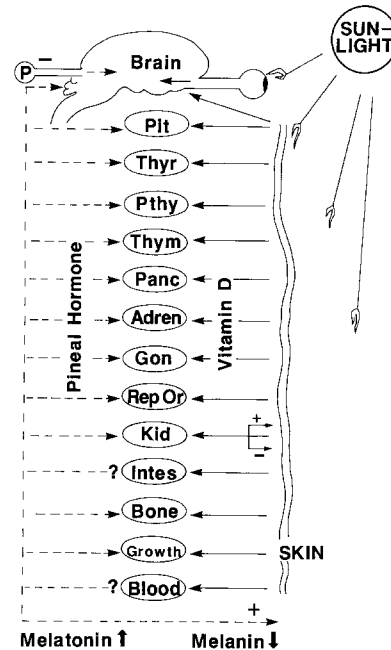 SUN-
LIGHT
P
−
Brain
Pit
Thyr
Pthy
Thym
Panc
Adren
Gon
Rep Or
Kid
+
−
? Intes
Bone
Growth
? Blood
Pineal Hormone
Vitamin D
SKIN
+
Melatonin ↑
Melanin ↓